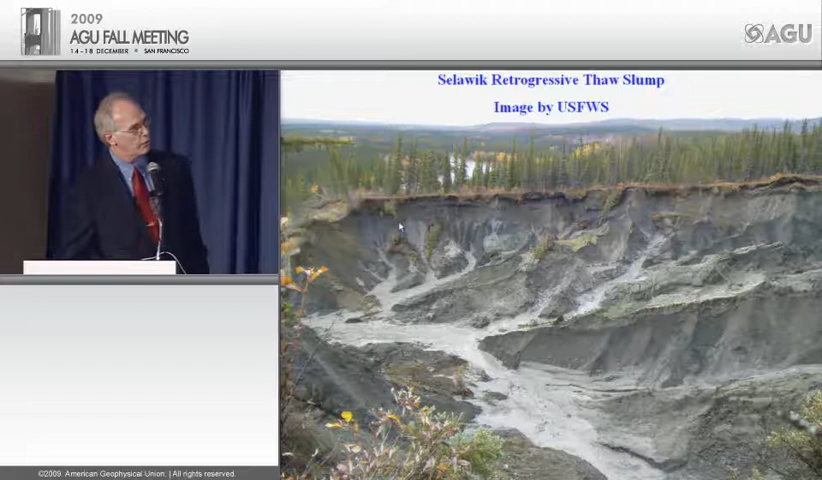 2009
AGU FALL MEETING
14 - 18 DECEMBER • SAN FRANCISCO
AGU
Selawik Retrogressive Thaw Slump
Image by USFWS
©2009. American Geophysical Union. | All rights reserved.